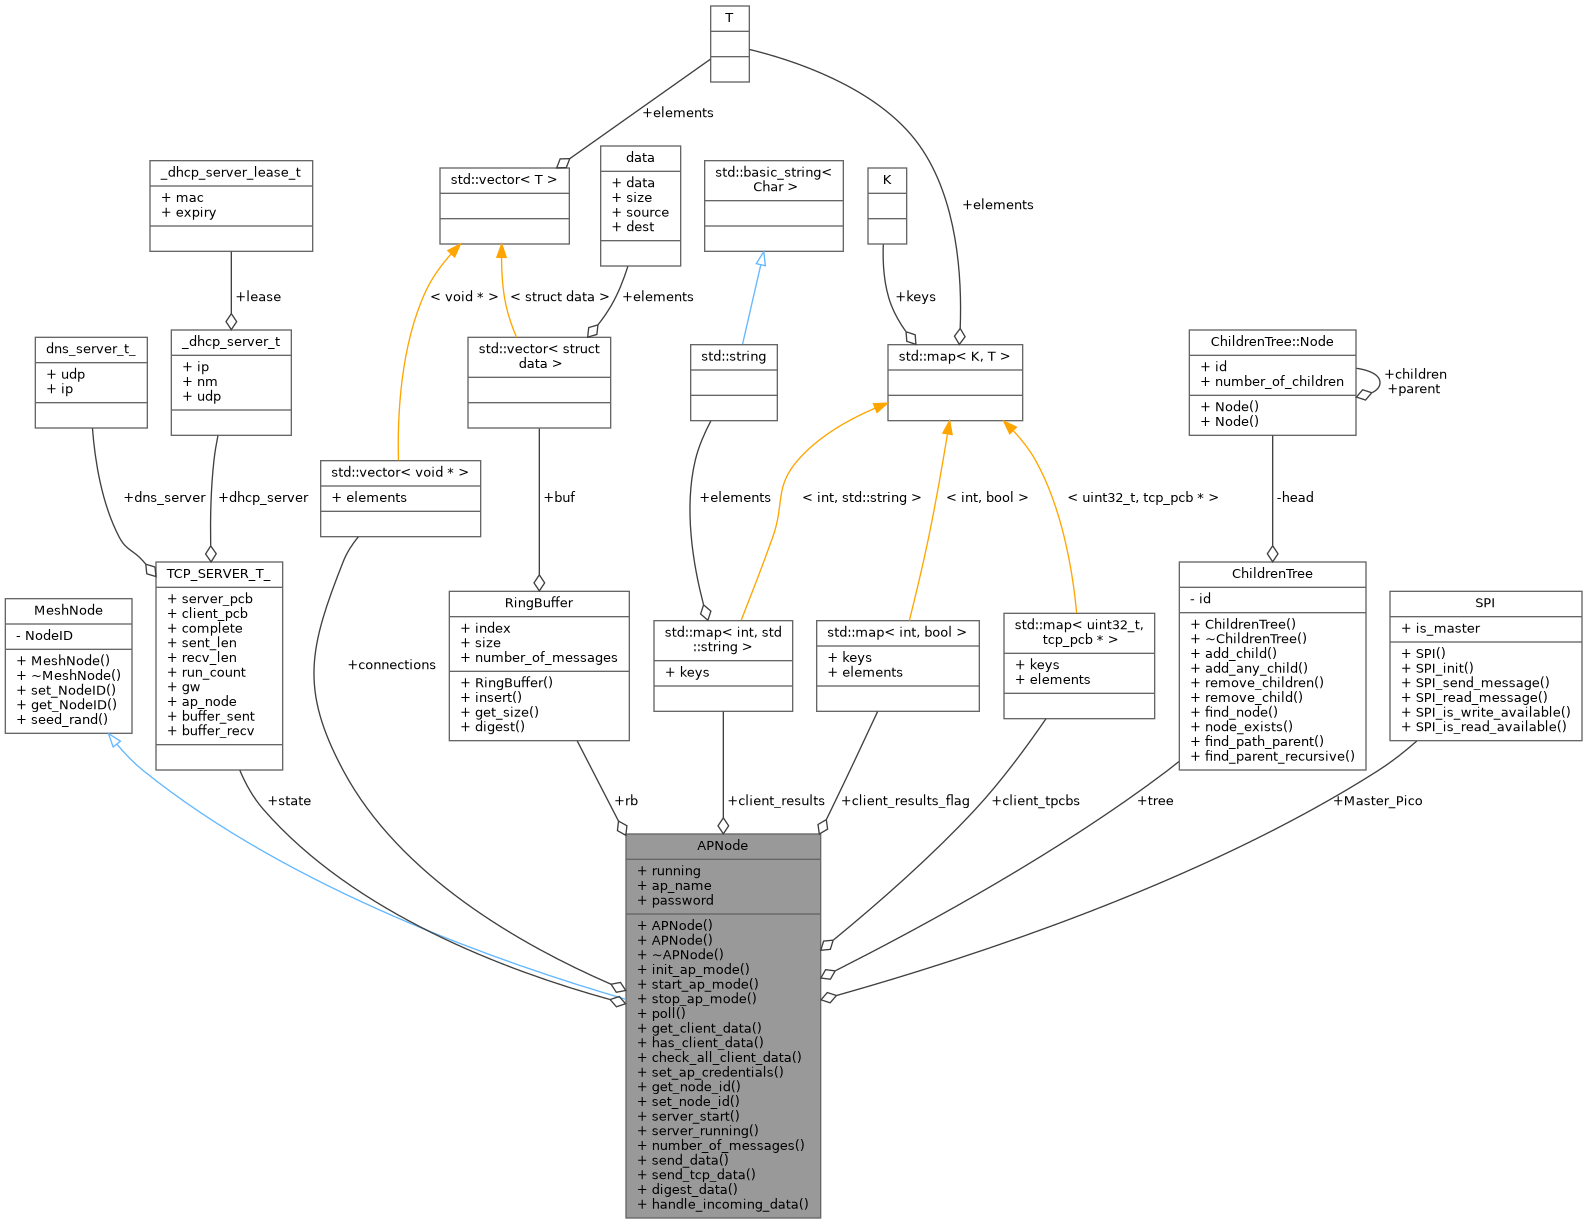 T
+elements
_dhcp_server_lease_t
+ mac
+ expiry
std::vector< T >
data
+ data
+ size
+ source
+ dest
std::basic_string<
Char >
K
+elements
+lease
< void * >
< struct data >
+elements
+keys
dns_server_t_
+ udp
+ ip
_dhcp_server_t
+ ip
+ nm
+ udp
std::vector< struct
data >
std::string
std::map< K, T >
ChildrenTree::Node
+ id
+ number_of_children
+ Node()
+ Node()
+children
+parent
std::vector< void * >
+ elements
+dns_server
+dhcp_server
+buf
+elements
< int, std::string >
< int, bool >
< uint32_t, tcp_pcb * >
-head
MeshNode
- NodeID
+ MeshNode()
+ ~MeshNode()
+ set_NodeID()
+ get_NodeID()
+ seed_rand()
TCP_SERVER_T_
+ server_pcb
+ client_pcb
+ complete
+ sent_len
+ recv_len
+ run_count
+ gw
+ ap_node
+ buffer_sent
+ buffer_recv
+connections
RingBuffer
+ index
+ size
+ number_of_messages
+ RingBuffer()
+ insert()
+ get_size()
+ digest()
std::map< int, std
::string >
+ keys
std::map< int, bool >
+ keys
+ elements
std::map< uint32_t,
tcp_pcb * >
+ keys
+ elements
ChildrenTree
- id
+ ChildrenTree()
+ ~ChildrenTree()
+ add_child()
+ add_any_child()
+ remove_children()
+ remove_child()
+ find_node()
+ node_exists()
+ find_path_parent()
+ find_parent_recursive()
SPI
+ is_master
+ SPI()
+ SPI_init()
+ SPI_send_message()
+ SPI_read_message()
+ SPI_is_write_available()
+ SPI_is_read_available()
+state
+rb
+client_results
+client_results_flag
+client_tpcbs
+tree
+Master_Pico
APNode
+ running
+ ap_name
+ password
+ APNode()
+ APNode()
+ ~APNode()
+ init_ap_mode()
+ start_ap_mode()
+ stop_ap_mode()
+ poll()
+ get_client_data()
+ has_client_data()
+ check_all_client_data()
+ set_ap_credentials()
+ get_node_id()
+ set_node_id()
+ server_start()
+ server_running()
+ number_of_messages()
+ send_data()
+ send_tcp_data()
+ digest_data()
+ handle_incoming_data()